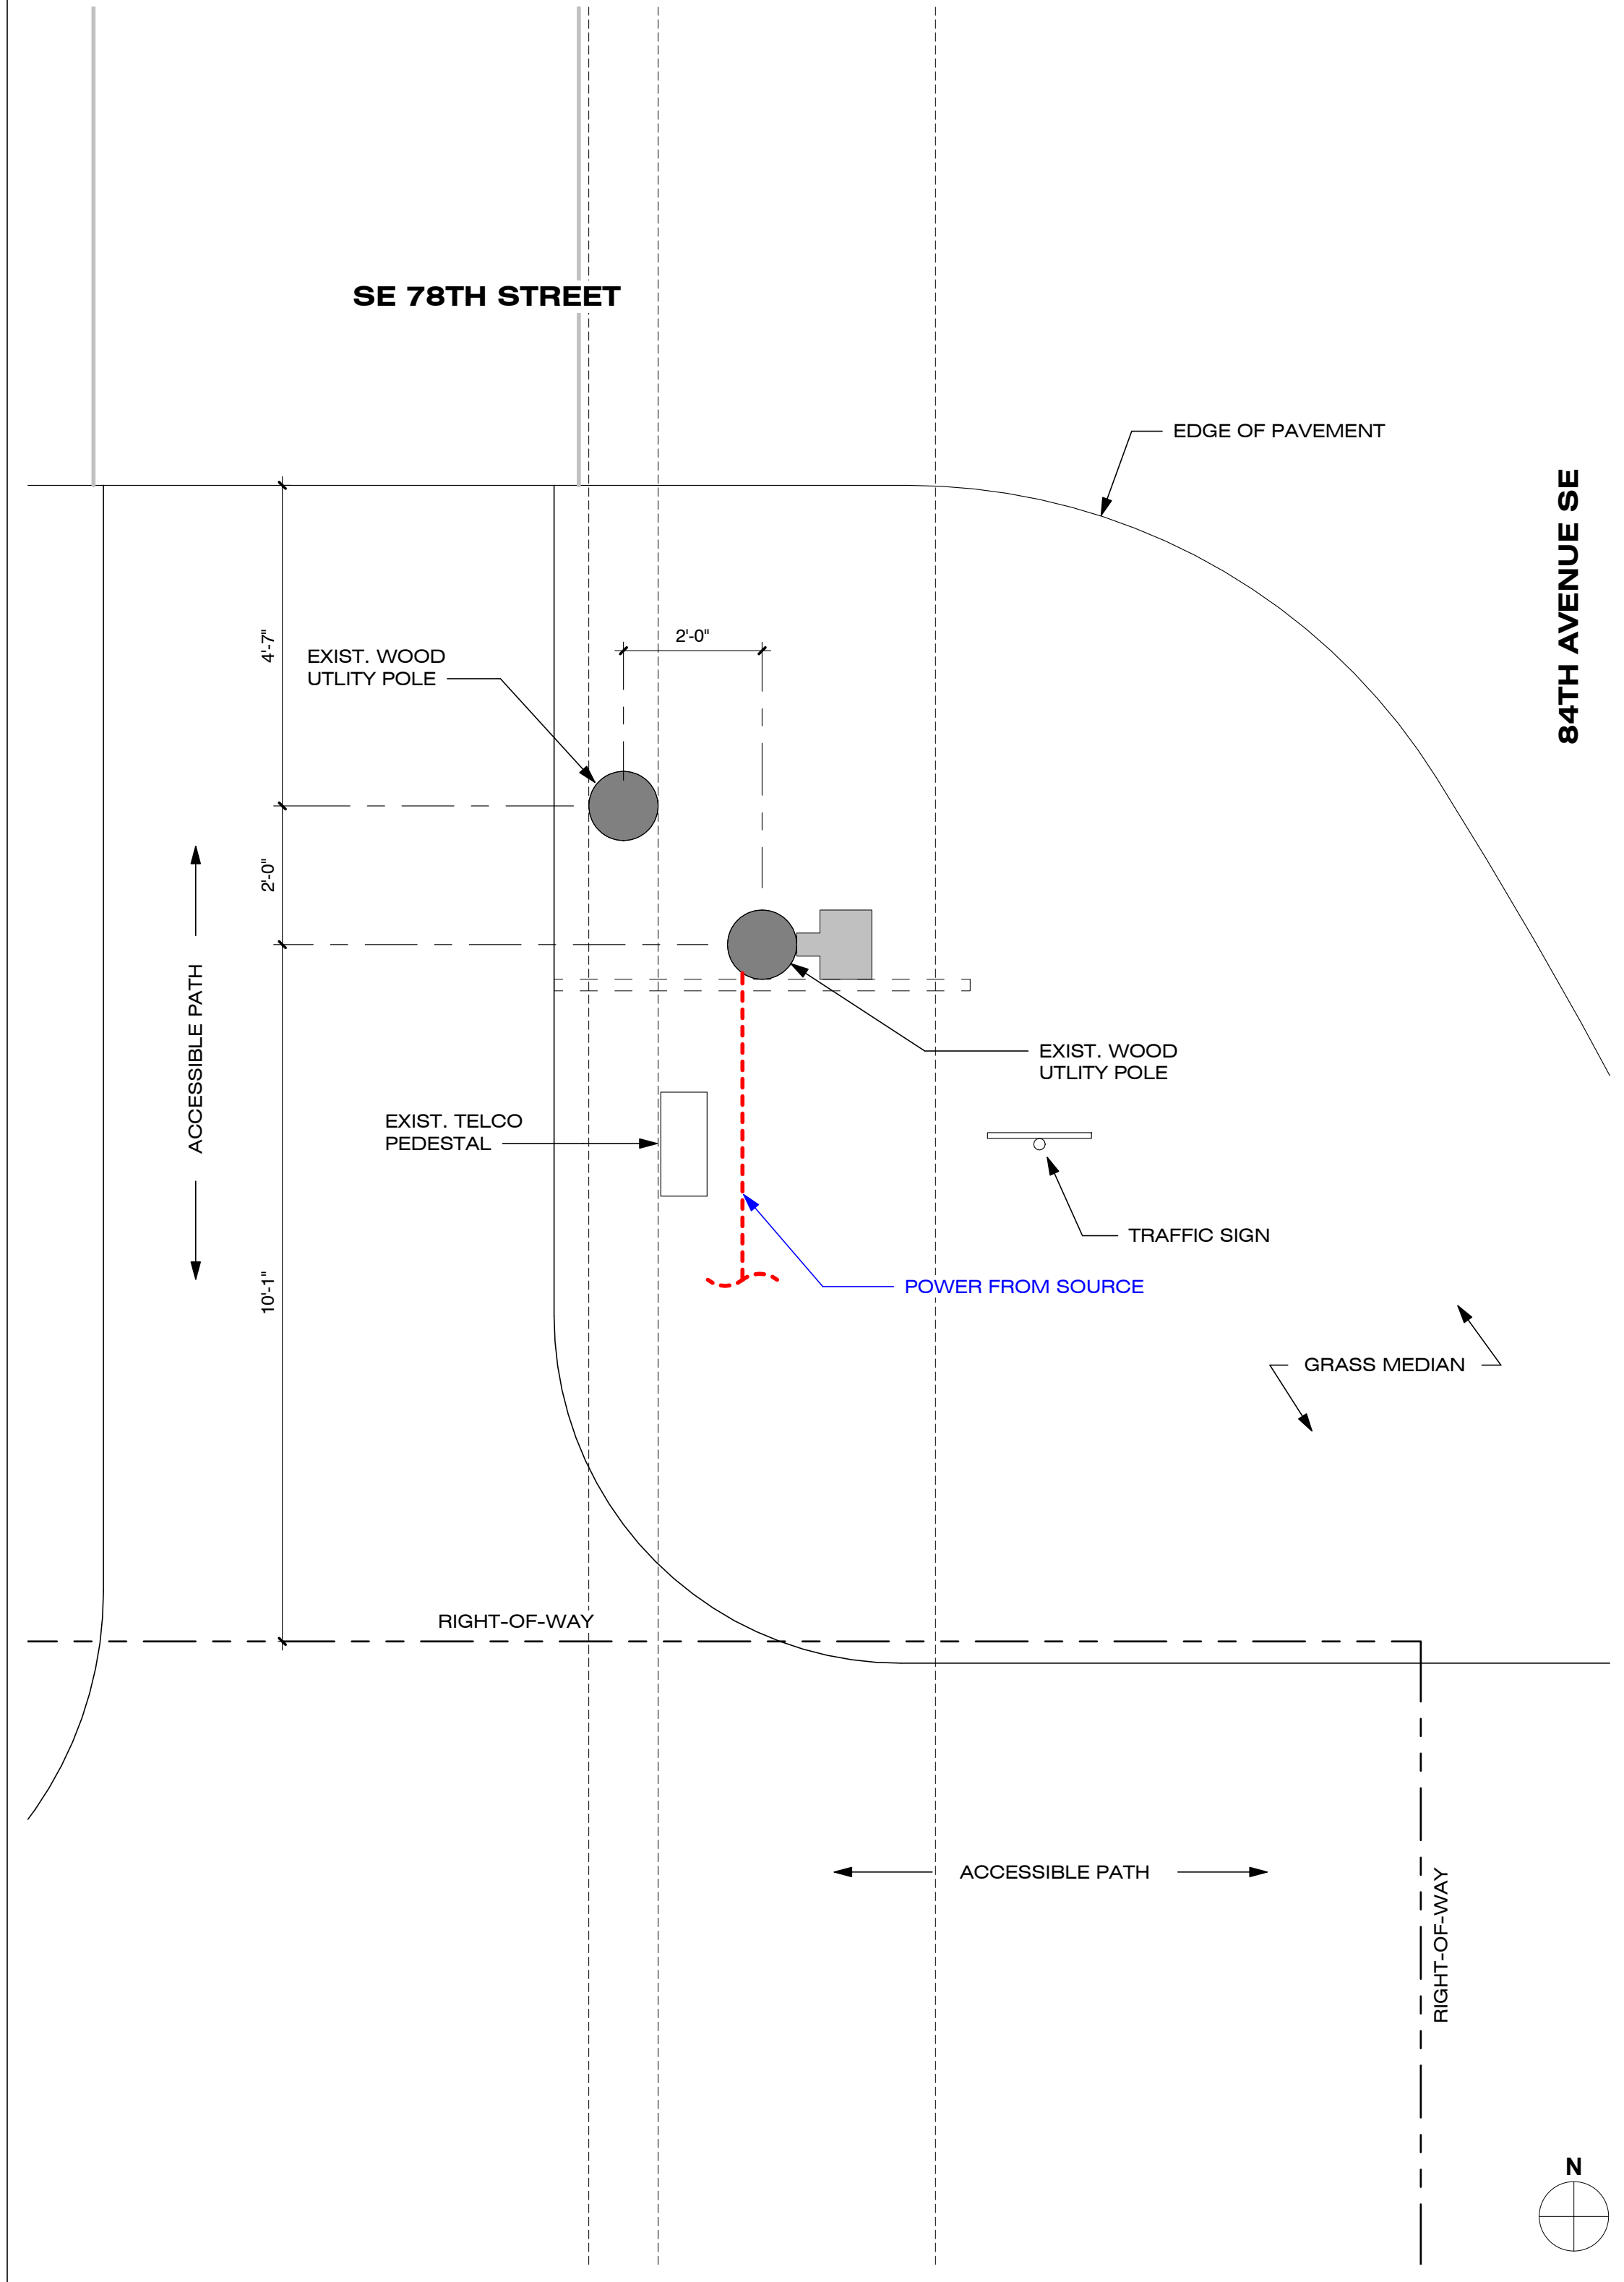 SE 78TH STREET
EDGE OF PAVEMENT
84TH AVENUE SE
4'-7"
2'-0"
EXIST. WOOD
UTLITY POLE
2'-0"
ACCESSIBLE PATH
EXIST. WOOD
UTLITY POLE
EXIST. TELCO
PEDESTAL
TRAFFIC SIGN
10'-1"
POWER FROM SOURCE
GRASS MEDIAN
RIGHT-OF-WAY
ACCESSIBLE PATH
RIGHT-OF-WAY
N